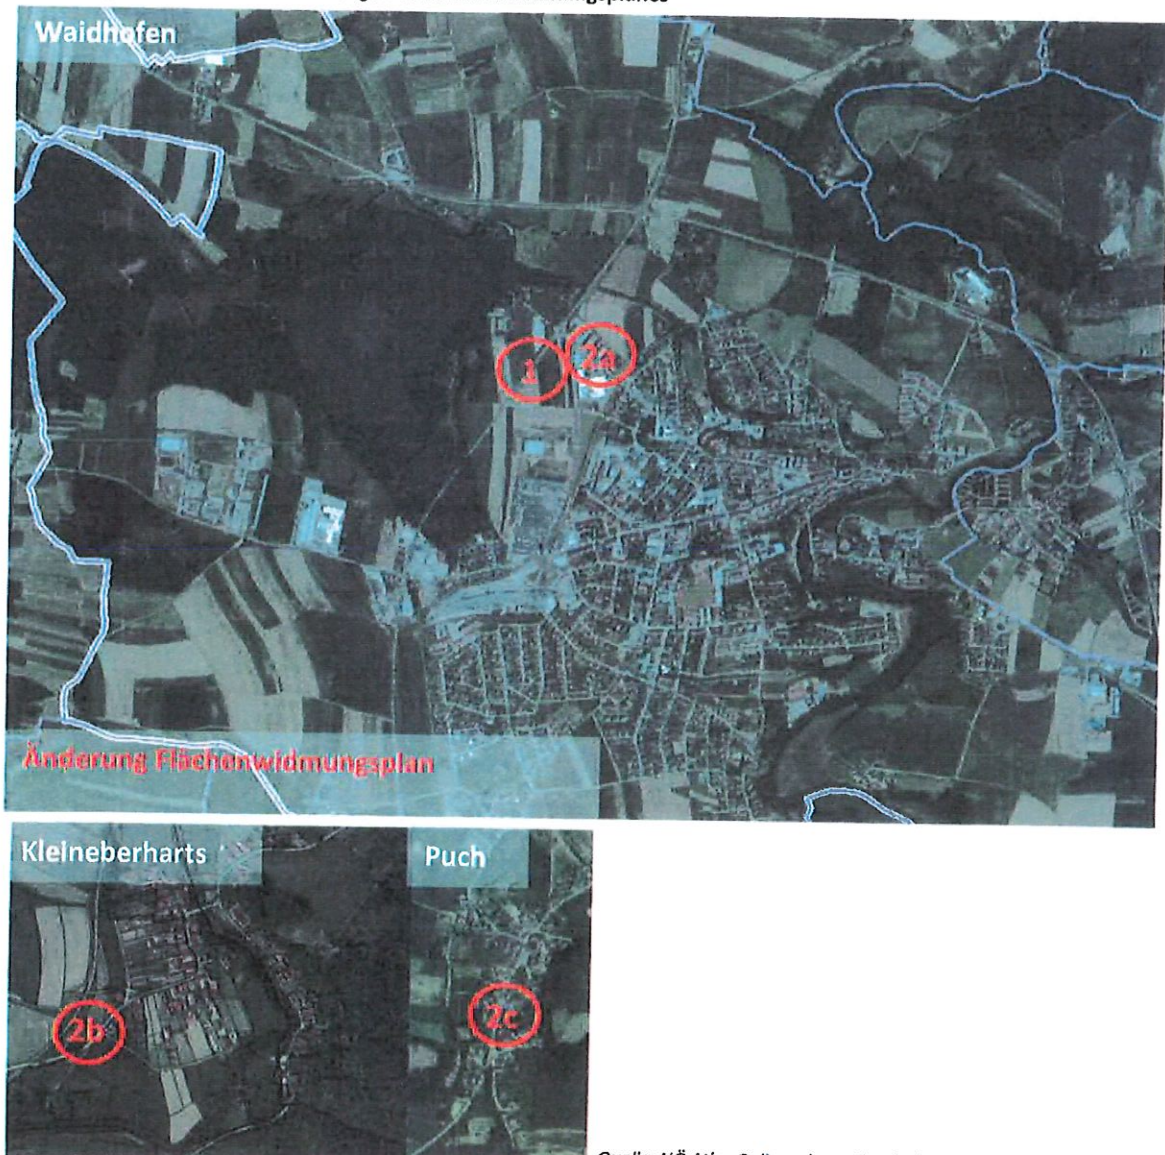 Waidhofen
1
2a
Änderung Flächenwidmungsplan
Kleineberharts
Puch
2b
2c